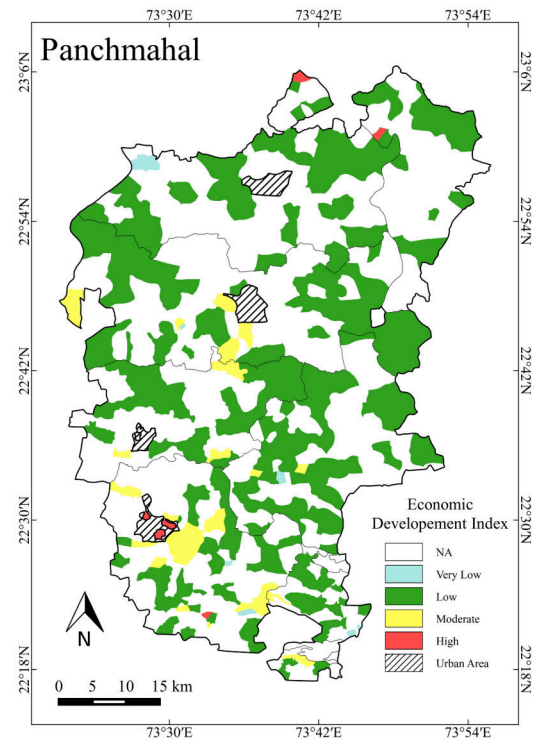 73°30'E 73°42'E 73°54'E
Panchmahal
23°6'N 23°6'N
22°54'N 22°54'N
22°42'N 22°42'N
22°30'N 22°30'N
22°18'N 22°18'N
Economic
Developement Index
NA
Very Low
Low
Moderate
High
Urban Area
N
0 5 10 15 km
73°30'E 73°42'E 73°54'E